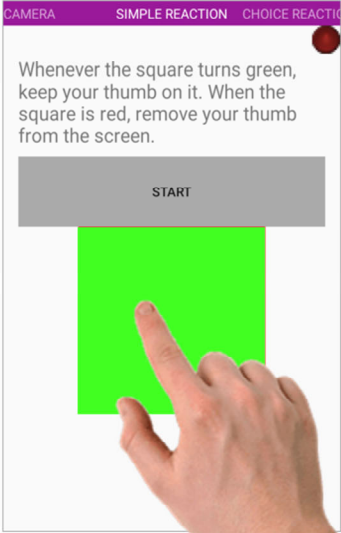 CAMERA SIMPLE REACTION CHOICE REACTIO
Whenever the square turns green,
keep your thumb on it. When the
square is red, remove your thumb
from the screen.
START